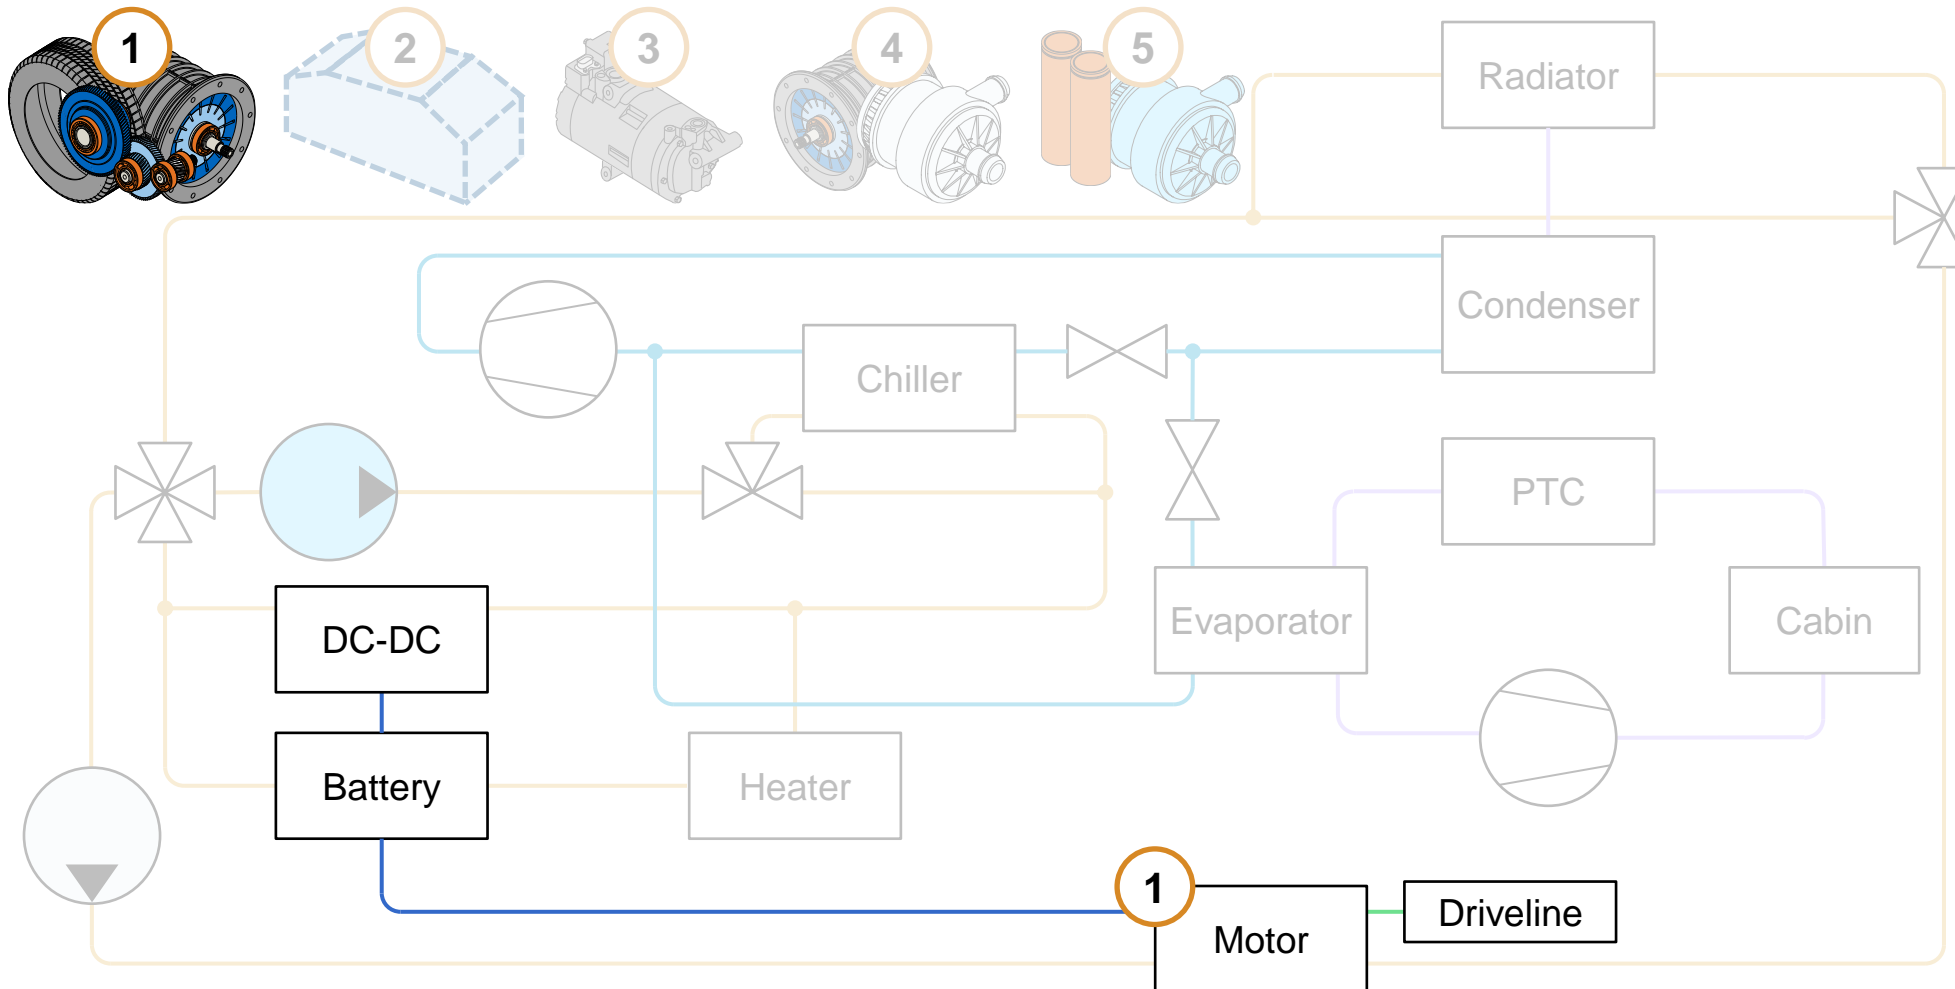 1
2
3
4
5
Radiator
Condenser
Chiller
PTC
DC-DC
Evaporator
Cabin
Battery
Heater
1
Driveline
Motor